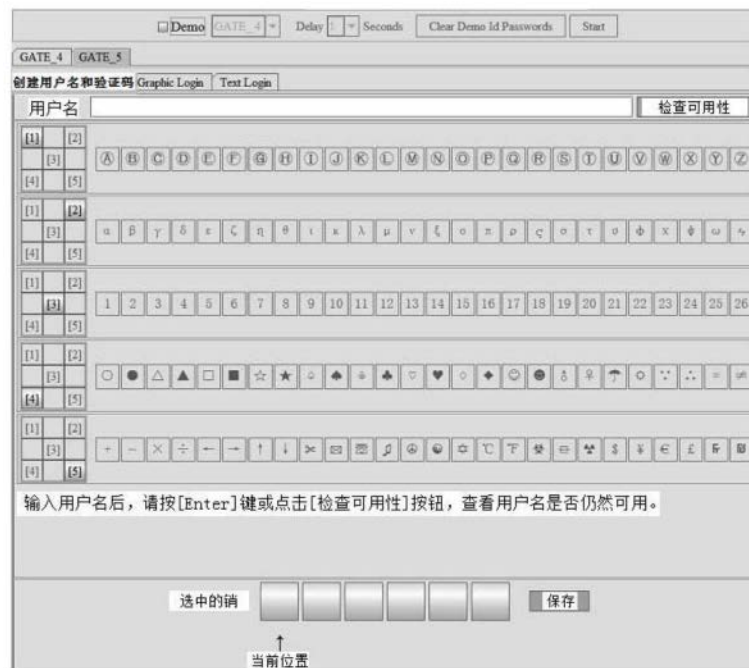 Demo GATE_4 Delay 1 Seconds Clear Demo Id Passwords Start
GATE_4 GATE_5
创建用户名和验证码 Graphic Login Text Login
用户名 检查可用性
[1] [2]
[3] Ⓐ Ⓑ Ⓒ Ⓓ Ⓔ Ⓕ Ⓖ Ⓗ Ⓘ Ⓙ Ⓚ Ⓛ Ⓜ Ⓝ Ⓞ Ⓟ Ⓠ Ⓡ Ⓢ Ⓣ Ⓤ Ⓥ Ⓦ Ⓧ Ⓨ Ⓩ
[4] [5]
[1] [2]
[3] α β γ δ ε ζ η θ ι κ λ μ ν ξ ο π ρ ς σ τ υ φ χ ψ ω
[4] [5]
[1] [2]
[3] 1 2 3 4 5 6 7 8 9 10 11 12 13 14 15 16 17 18 19 20 21 22 23 24 25 26
[4] [5]
[1] [2]
[3] ○ ● △ ▲ □ ■ ☆ ★ ♤ ♠ ♧ ♣ ♡ ♥ ♢ ♦ ☺ ☻ ♁ ♀ ☂ ☼ ∵ ∴ = ≠
[4] [5]
[1] [2]
[3] + − × ÷ ← → ↑ ↓ ✂ ✉ ☏ ♫ ☮ ☯ ✡ ℃ ℉ ☣ ☢ $ ¥ € £ ₪
[4] [5]
输入用户名后，请按[Enter]键或点击[检查可用性]按钮，查看用户名是否仍然可用。
选中的销 保存
↑
当前位置